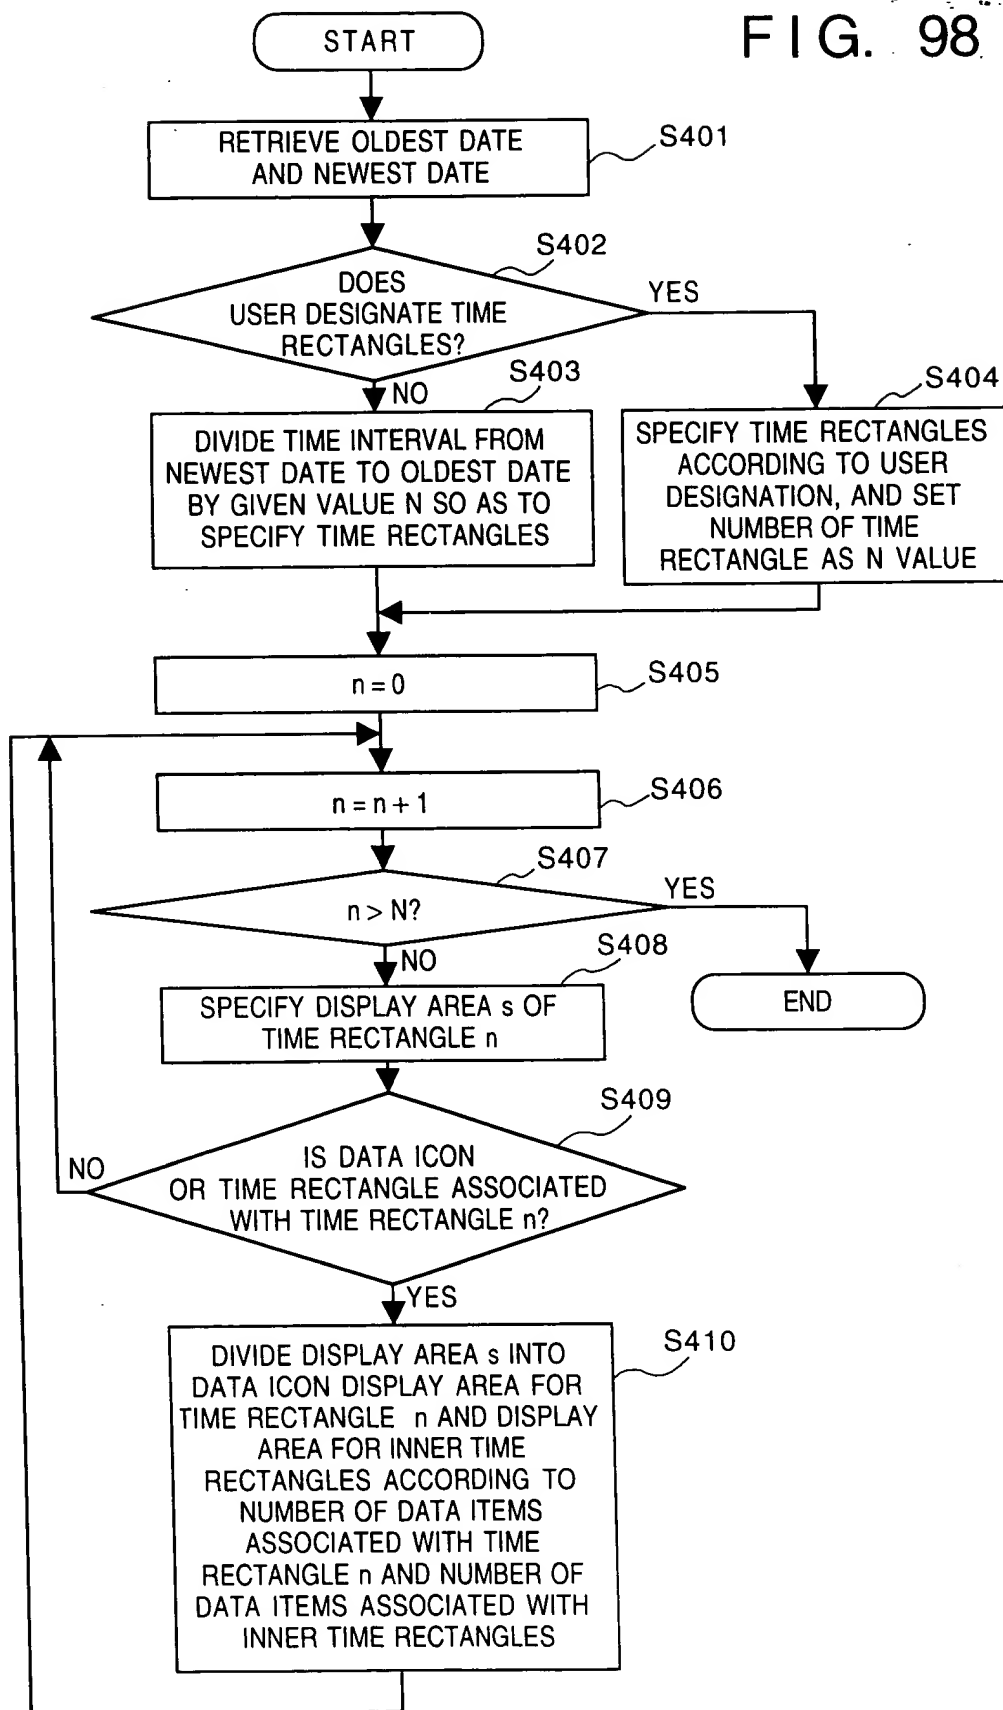 FIG. 98
START
RETRIEVE OLDEST DATE
AND NEWEST DATE
S401
S402
DOES
USER DESIGNATE TIME
RECTANGLES?
YES
NO
S403
DIVIDE TIME INTERVAL FROM
NEWEST DATE TO OLDEST DATE
BY GIVEN VALUE N SO AS TO
SPECIFY TIME RECTANGLES
S404
SPECIFY TIME RECTANGLES
ACCORDING TO USER
DESIGNATION, AND SET
NUMBER OF TIME
RECTANGLE AS N VALUE
n = 0
S405
n = n + 1
S406
S407
n > N?
YES
NO
END
S408
SPECIFY DISPLAY AREA s OF
TIME RECTANGLE n
S409
IS DATA ICON
OR TIME RECTANGLE ASSOCIATED
WITH TIME RECTANGLE n?
NO
YES
S410
DIVIDE DISPLAY AREA s INTO
DATA ICON DISPLAY AREA FOR
TIME RECTANGLE n AND DISPLAY
AREA FOR INNER TIME
RECTANGLES ACCORDING TO
NUMBER OF DATA ITEMS
ASSOCIATED WITH TIME
RECTANGLE n AND NUMBER OF
DATA ITEMS ASSOCIATED WITH
INNER TIME RECTANGLES